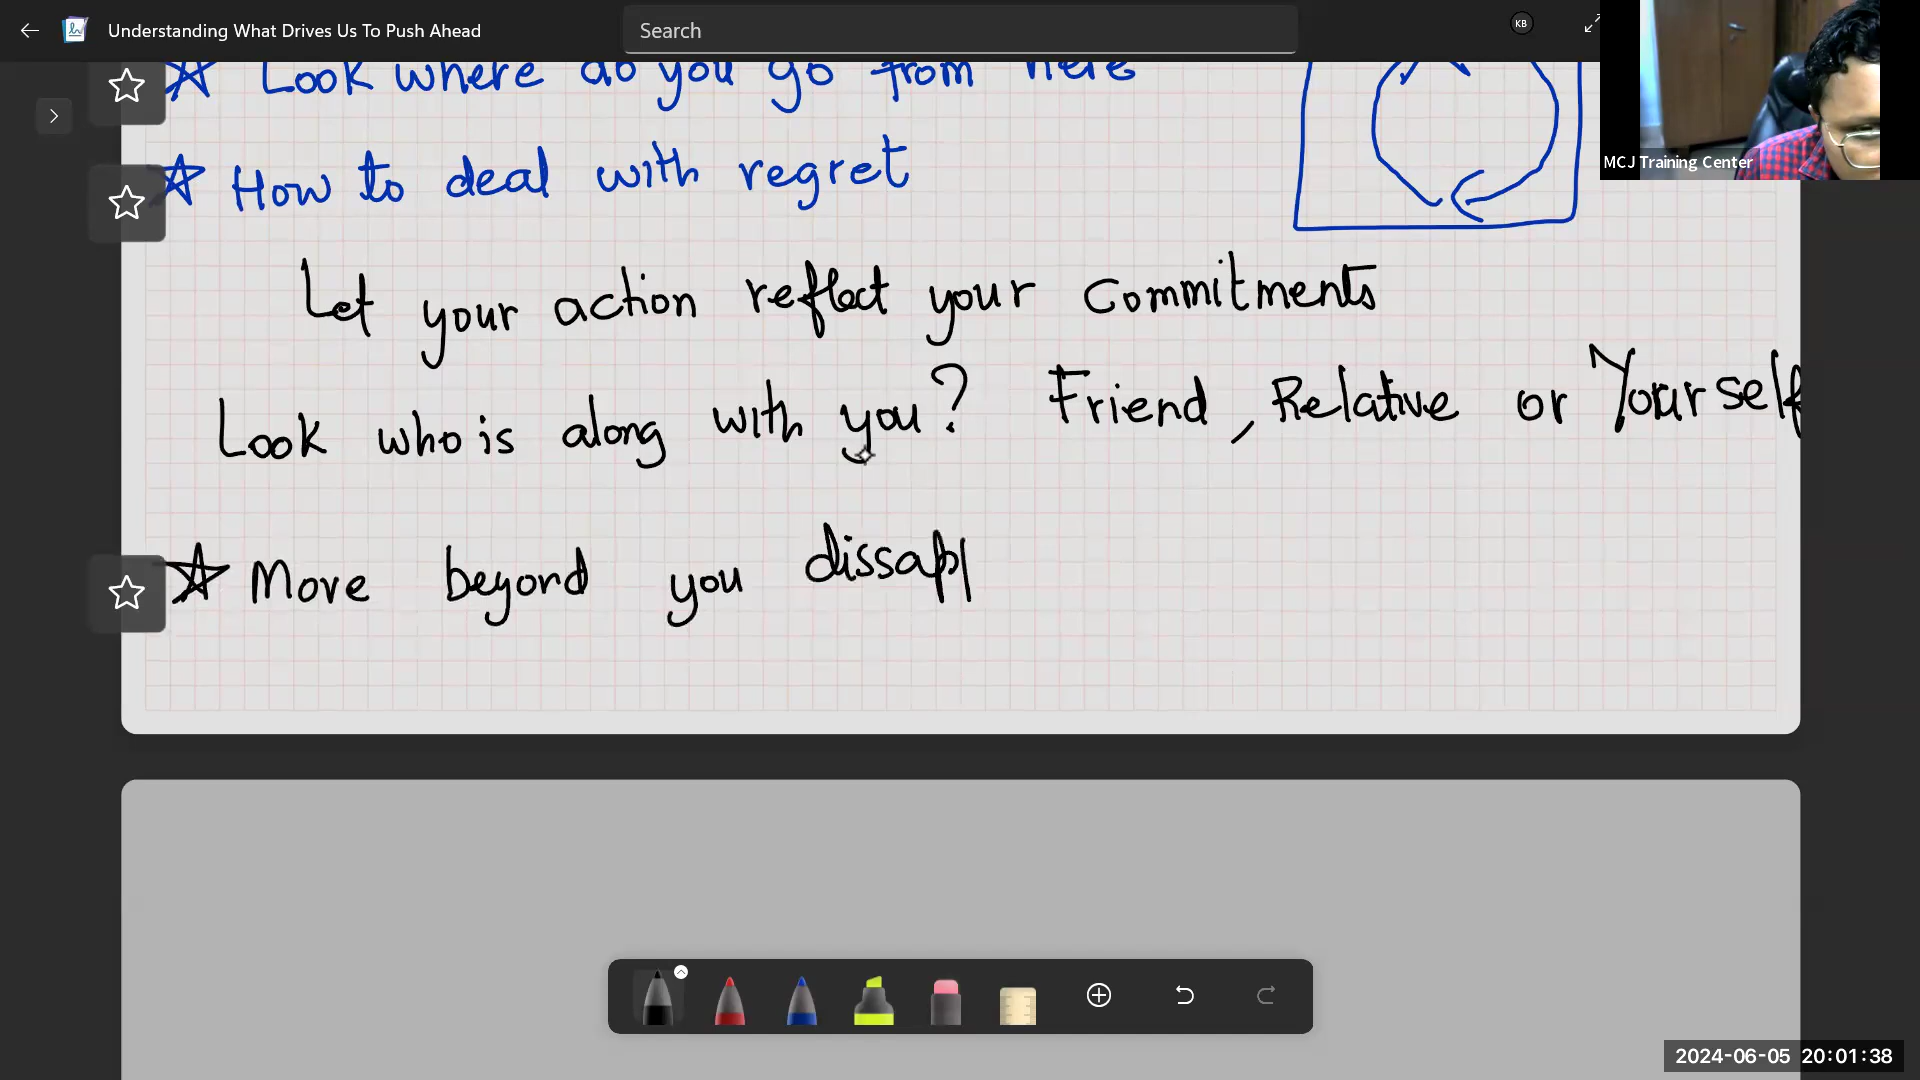 Understanding What Drives Us To Push Ahead
Search
KB
Look where do you go from here
MCJ Training Center
How to deal with regret
Let your action reflect your Commitments
Look who is along with you? Friend, Relative or Yourself
More beyond you dissapp
2024-06-05 20:01:38